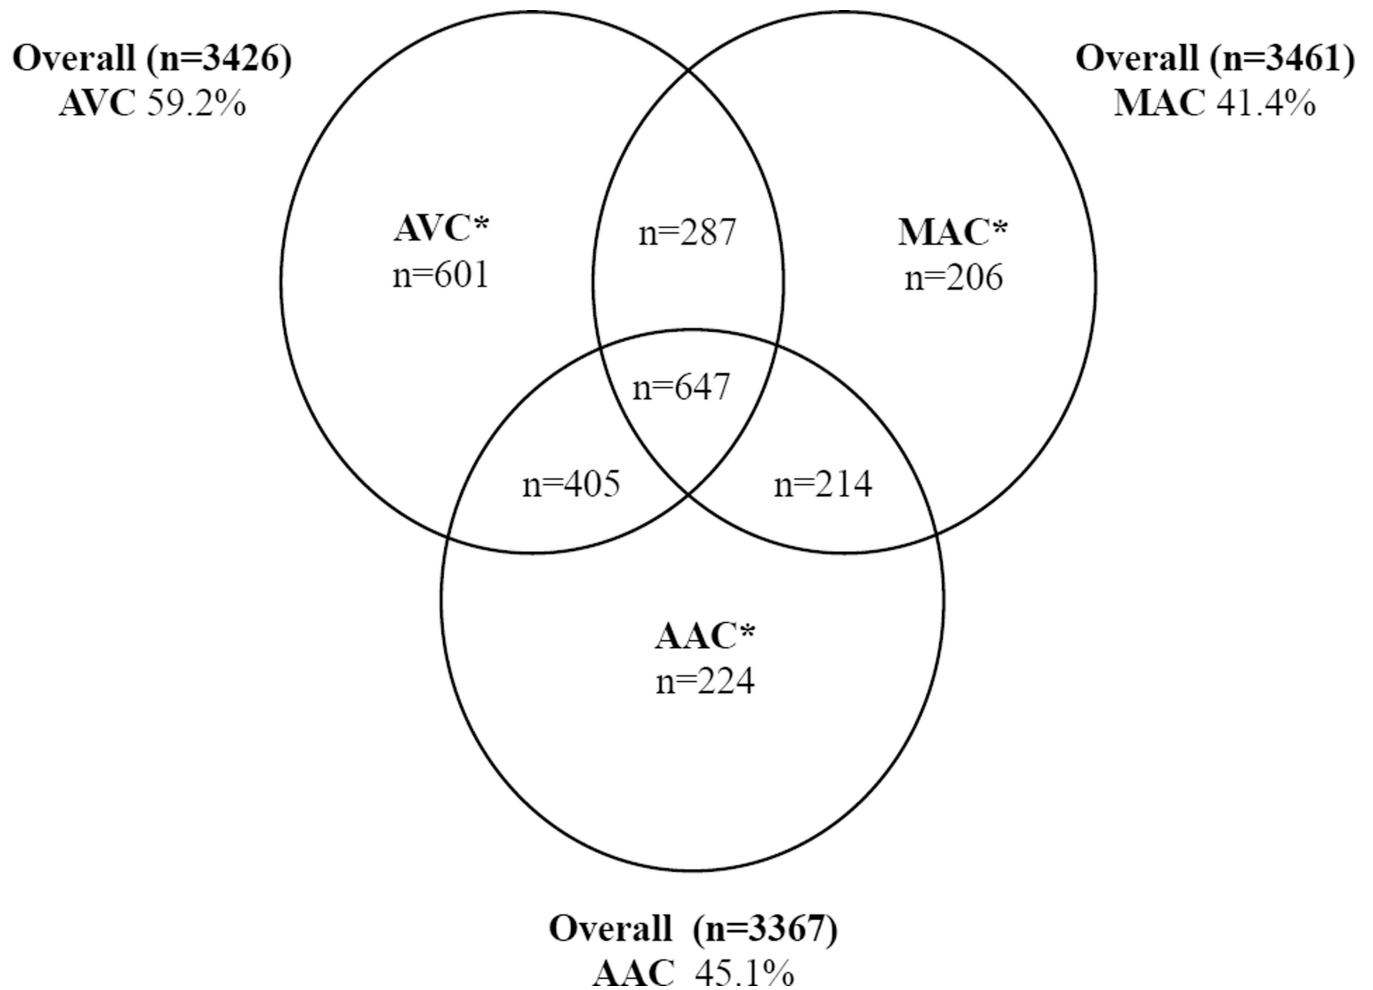 Overall (n=3426)
AVC 59.2%
Overall (n=3461)
MAC 41.4%
AVC*
n=601
n=287
MAC*
n=206
n=647
n=405
n=214
AAC*
n=224
Overall (n=3367)
AAC 45.1%